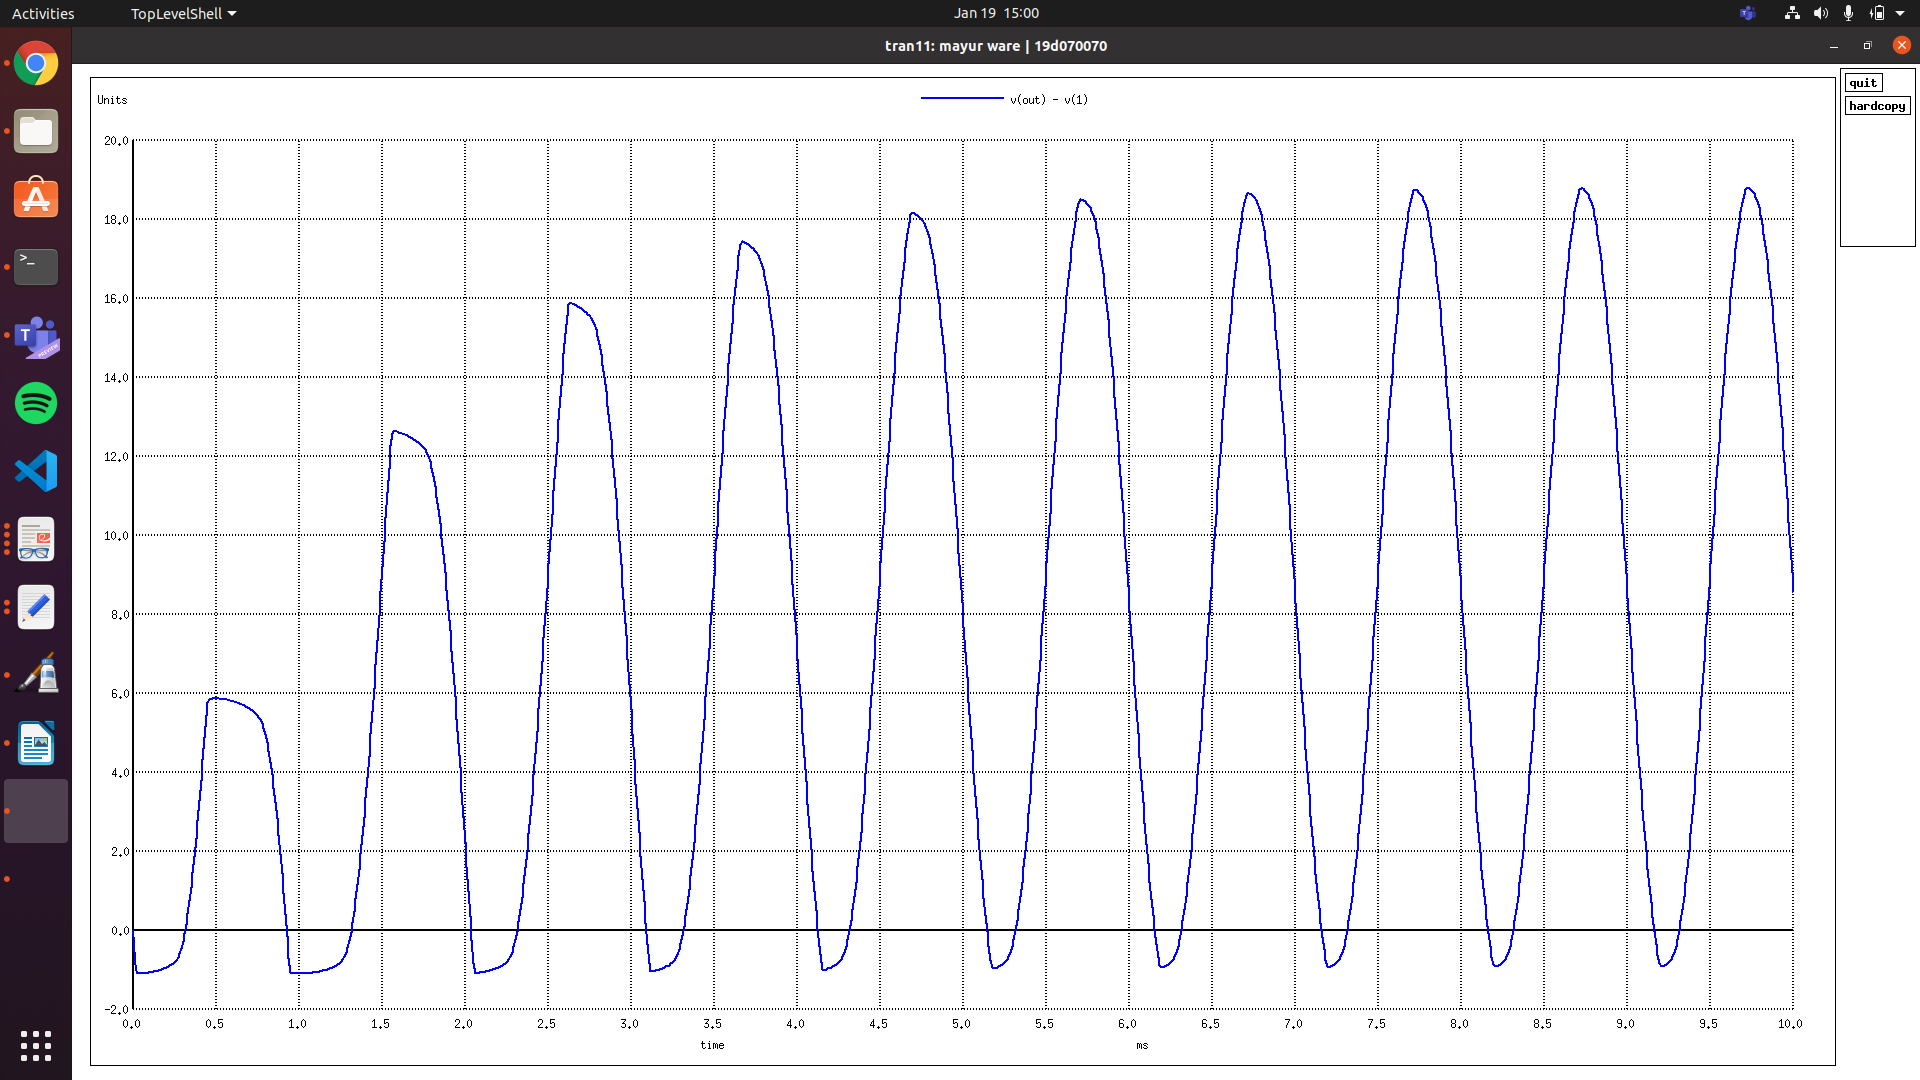 Activities TopLevelShell Jan 19 15:00
tran11: mayur ware | 19d070070
quit
hardcopy
Units v(out) - v(1)
20.0
18.0
16.0
14.0
12.0
10.0
8.0
6.0
4.0
2.0
0.0
-2.0
0.0 0.5 1.0 1.5 2.0 2.5 3.0 3.5 4.0 4.5 5.0 5.5 6.0 6.5 7.0 7.5 8.0 8.5 9.0 9.5 10.0
time ms